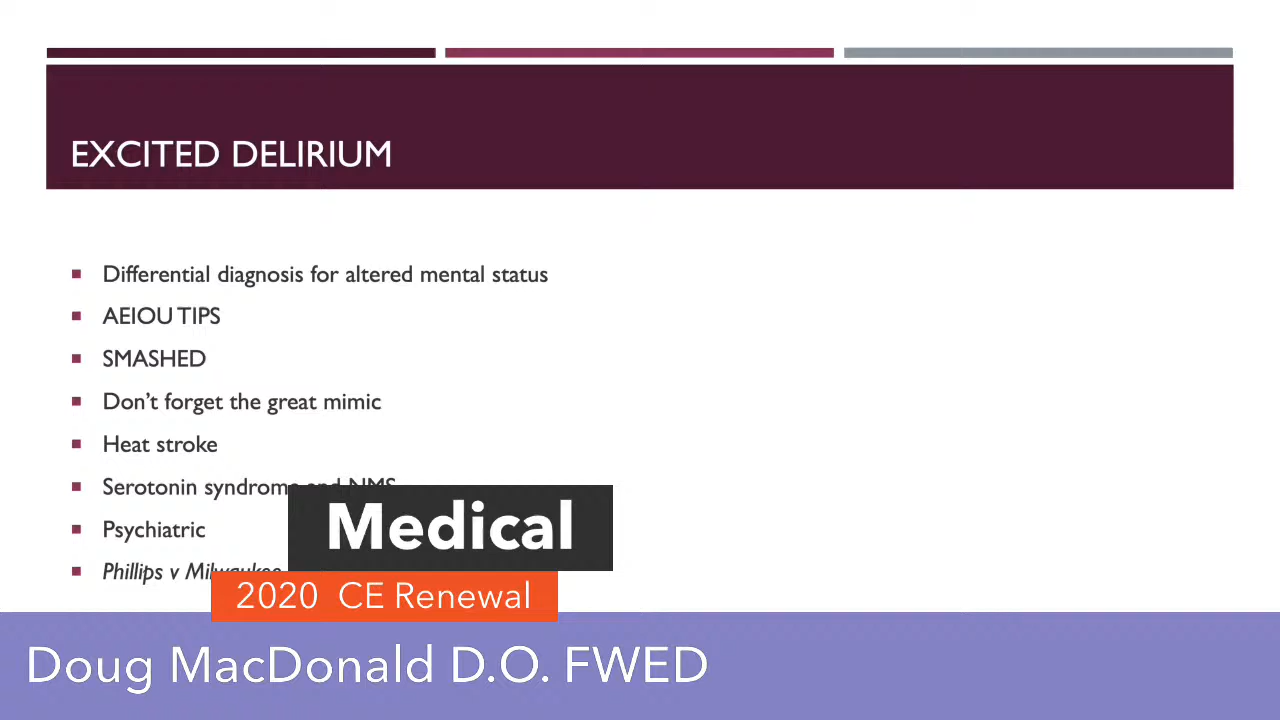 EXCITED DELIRIUM
Differential diagnosis for altered mental status
AEIOU TIPS
SMASHED
Don't forget the great mimic
Heat stroke
Serotonin syndrome and NMS
Psychiatric
Phillips v Milwaukee
Medical
2020 CE Renewal
Doug MacDonald D.O. FWED